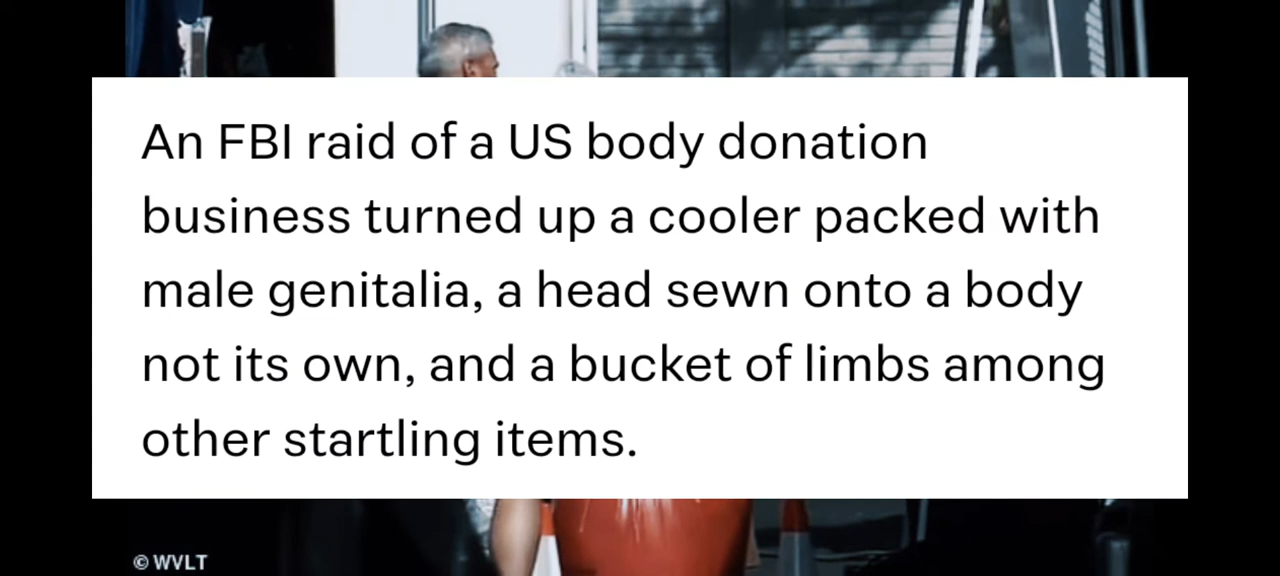 An FBI raid of a US body donation
business turned up a cooler packed with
male genitalia, a head sewn onto a body
not its own, and a bucket of limbs among
other startling items.
© WVLT